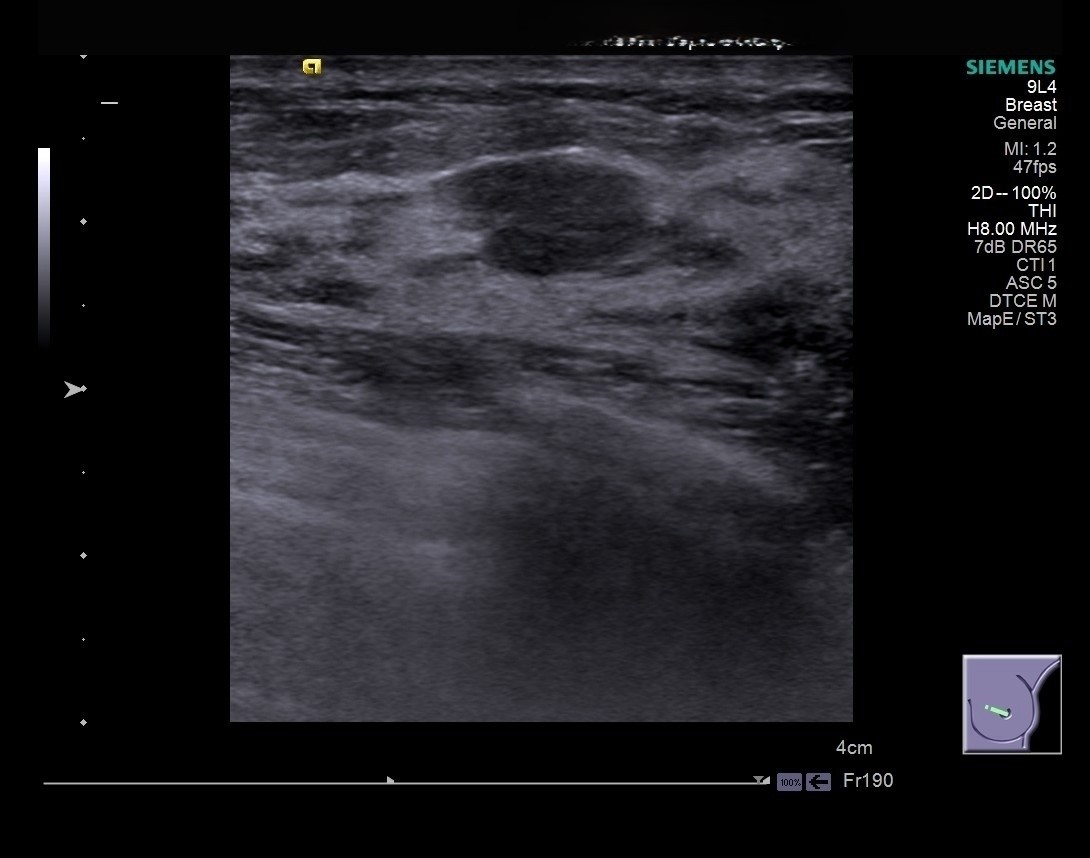 SIEMENS
9L4
Breast
General
MI: 1.2
47fps
2D--100%
THI
H8.00 MHz
7dB DR65
CTI 1
ASC 5
DTCE M
MapE / ST3
4cm
100%
Fr190